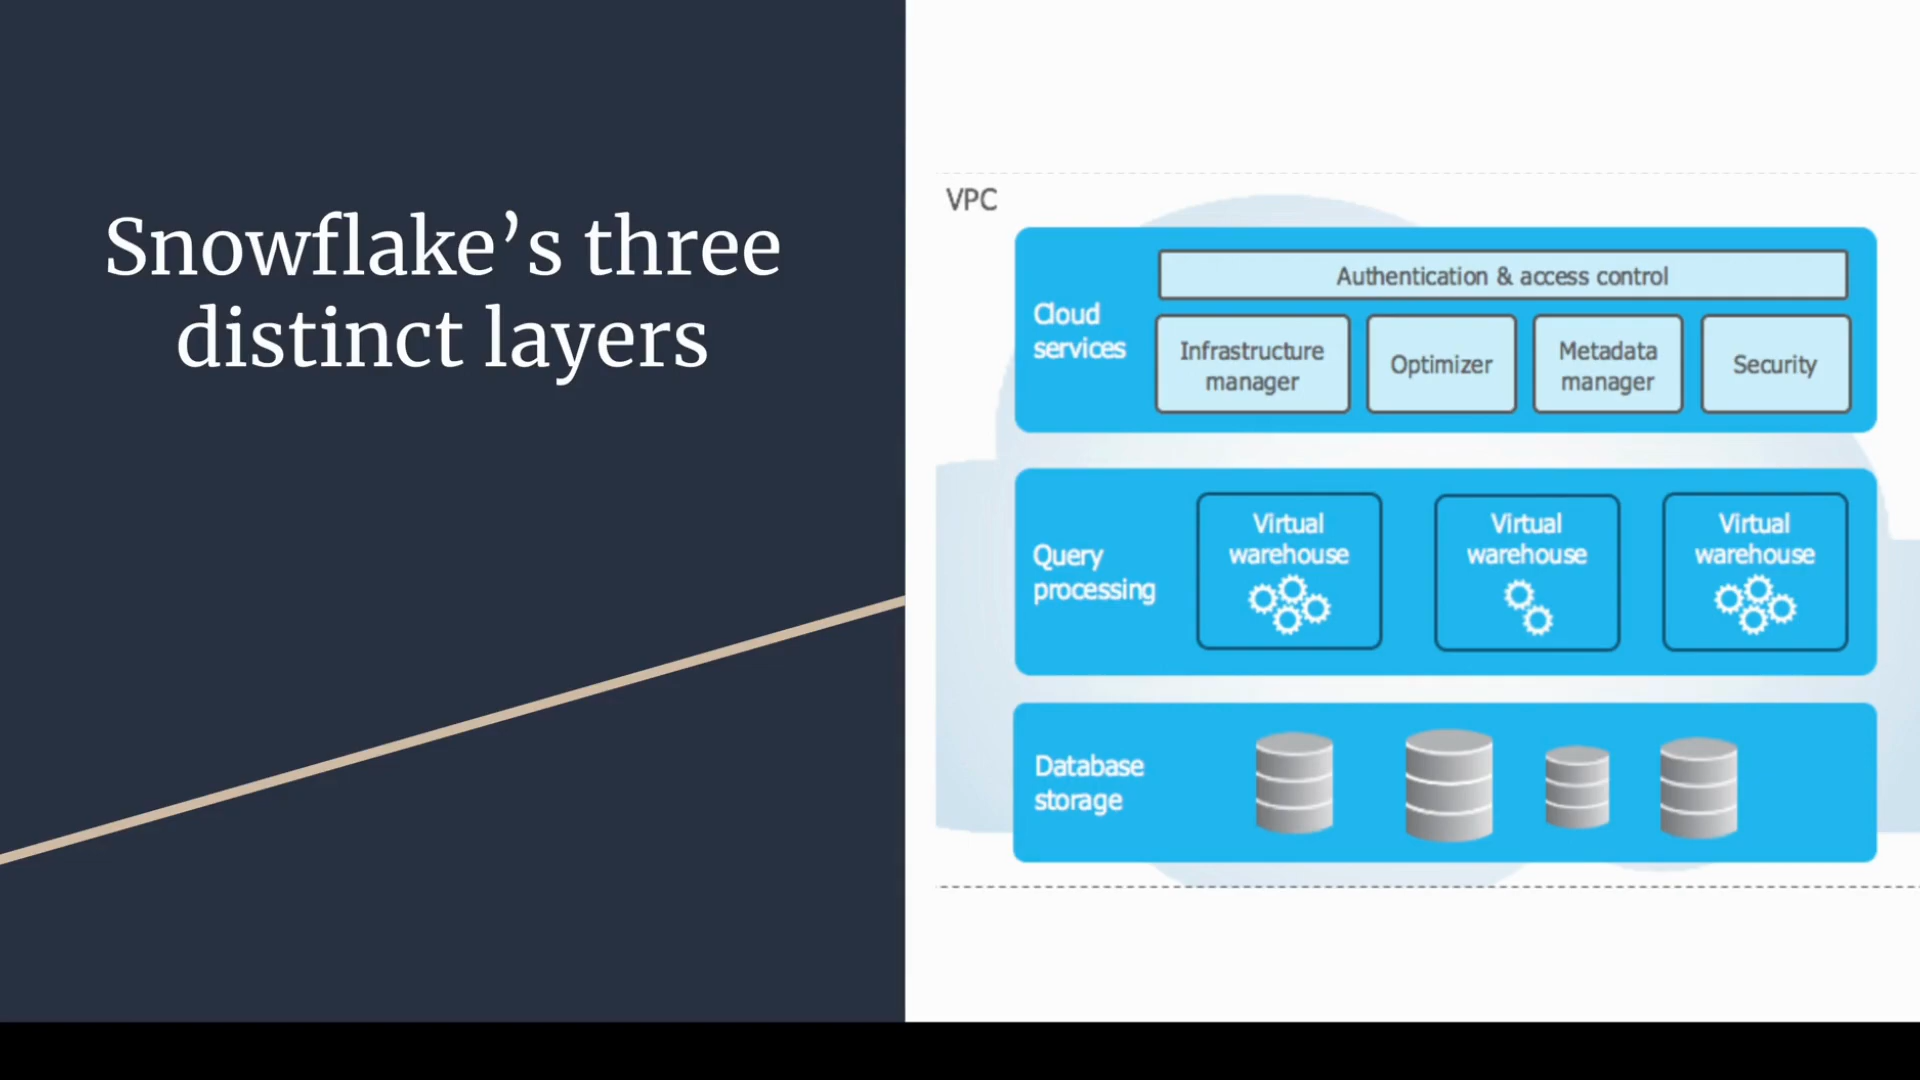 Snowflake’s three
distinct layers
VPC
Cloud
services
Authentication & access control
Infrastructure
manager
Optimizer
Metadata
manager
Security
Query
processing
Virtual
warehouse
Virtual
warehouse
Virtual
warehouse
Database
storage